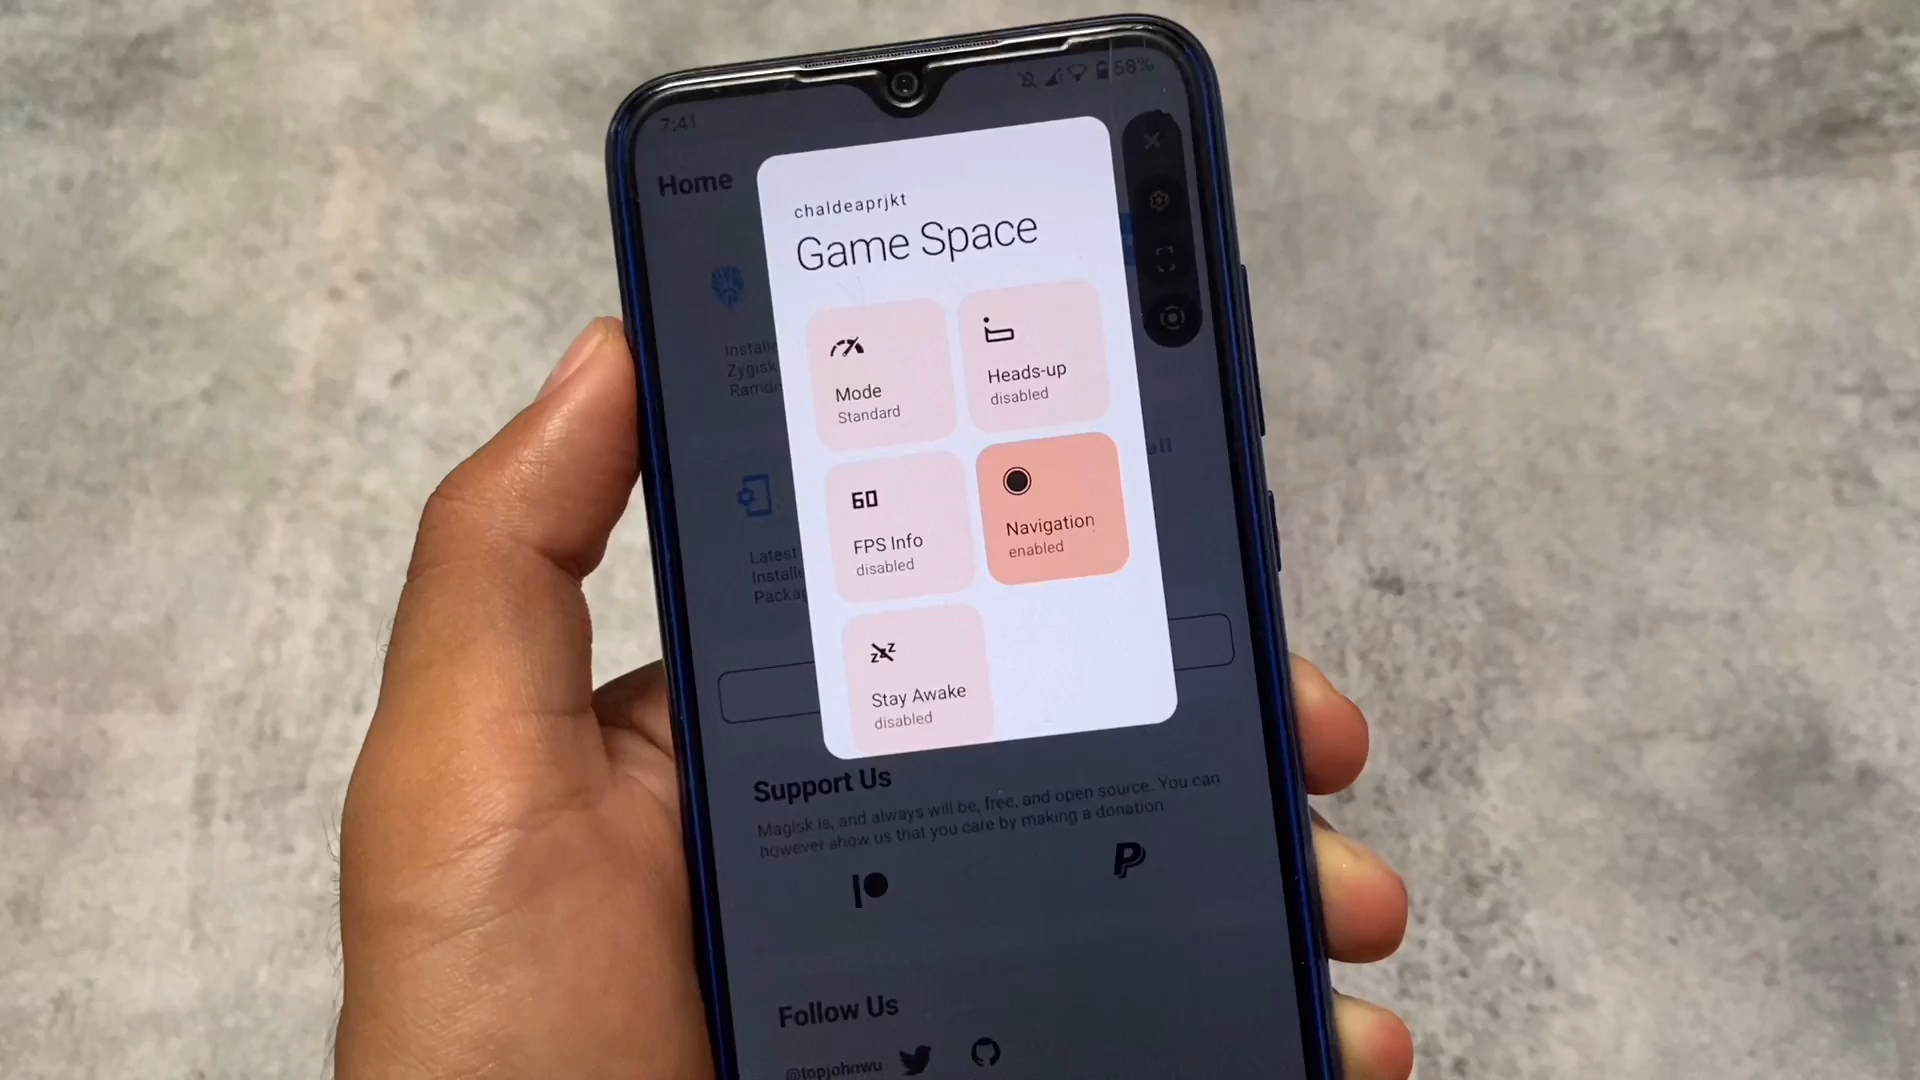 7:41
58%
Home
chaldeaprjkt
Game Space
Mode
Standard
Heads-up
disabled
60
FPS Info
disabled
Navigation
enabled
zzz
Stay Awake
disabled
Zygisk
Latest
Support Us
Magisk is, and always will be, free, and open source. You can
however show us that you care by making a donation.
Follow Us
@topjohnwu